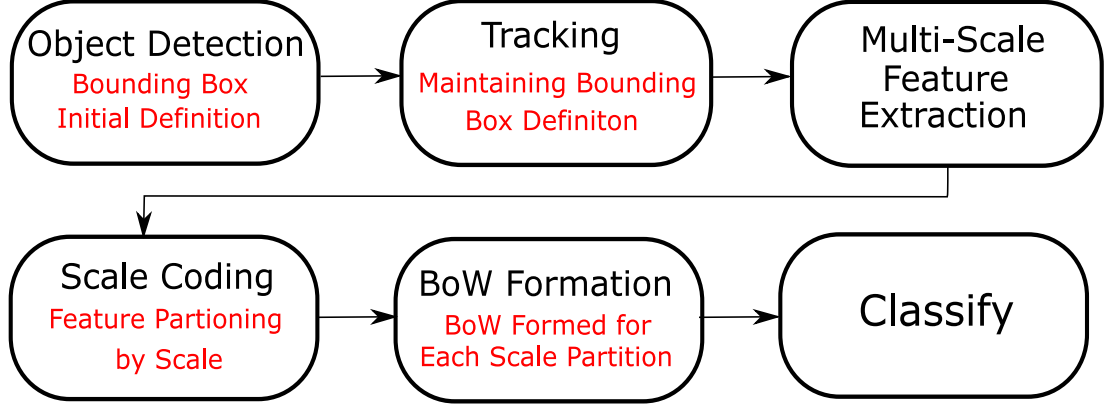 Object Detection
Bounding Box
Initial Definition
Tracking
Maintaining Bounding
Box Definiton
Multi-Scale
Feature
Extraction
Scale Coding
Feature Partioning
by Scale
BoW Formation
BoW Formed for
Each Scale Partition
Classify